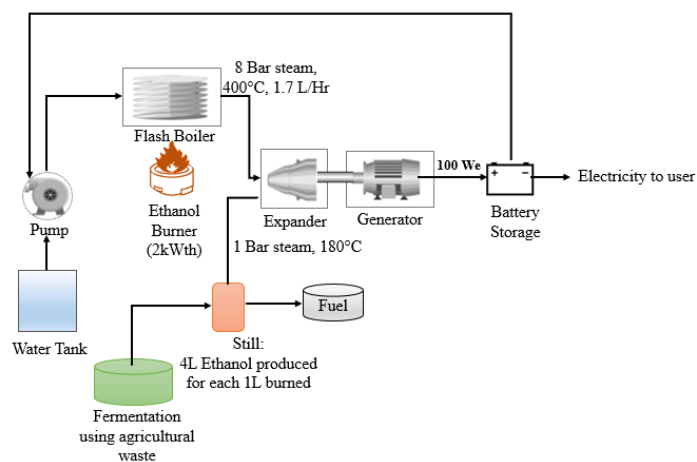 8 Bar steam,
400°C, 1.7 L/Hr
Flash Boiler
100 We
+ −
Electricity to user
Pump
Ethanol
Burner
(2kWth)
Expander
Generator
Battery
Storage
1 Bar steam, 180°C
Fuel
Water Tank
Still:
4L Ethanol produced
for each 1L burned
Fermentation
using agricultural
waste